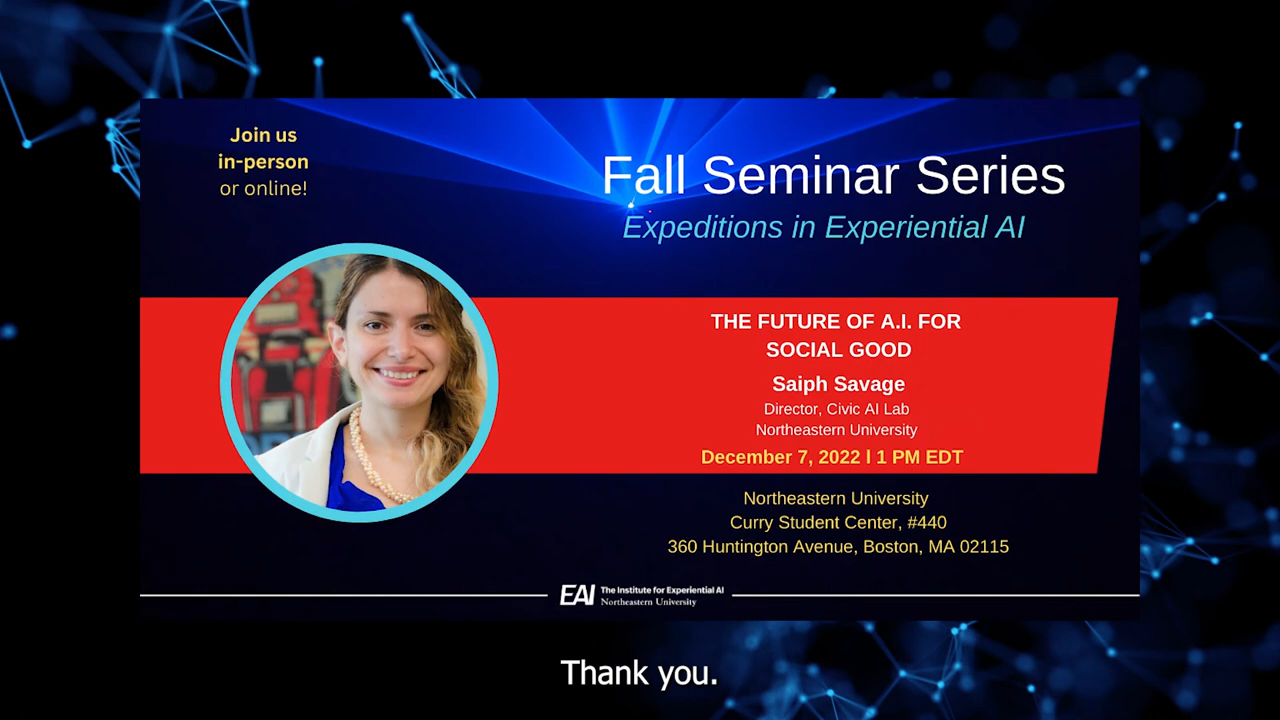 Join us
in-person
or online!
Fall Seminar Series
Expeditions in Experiential AI
THE FUTURE OF A.I. FOR
SOCIAL GOOD
Saiph Savage
Director, Civic AI Lab
Northeastern University
December 7, 2022 l 1 PM EDT
Northeastern University
Curry Student Center, #440
360 Huntington Avenue, Boston, MA 02115
EAI The Institute for Experiential AI
Northeastern University
Thank you.